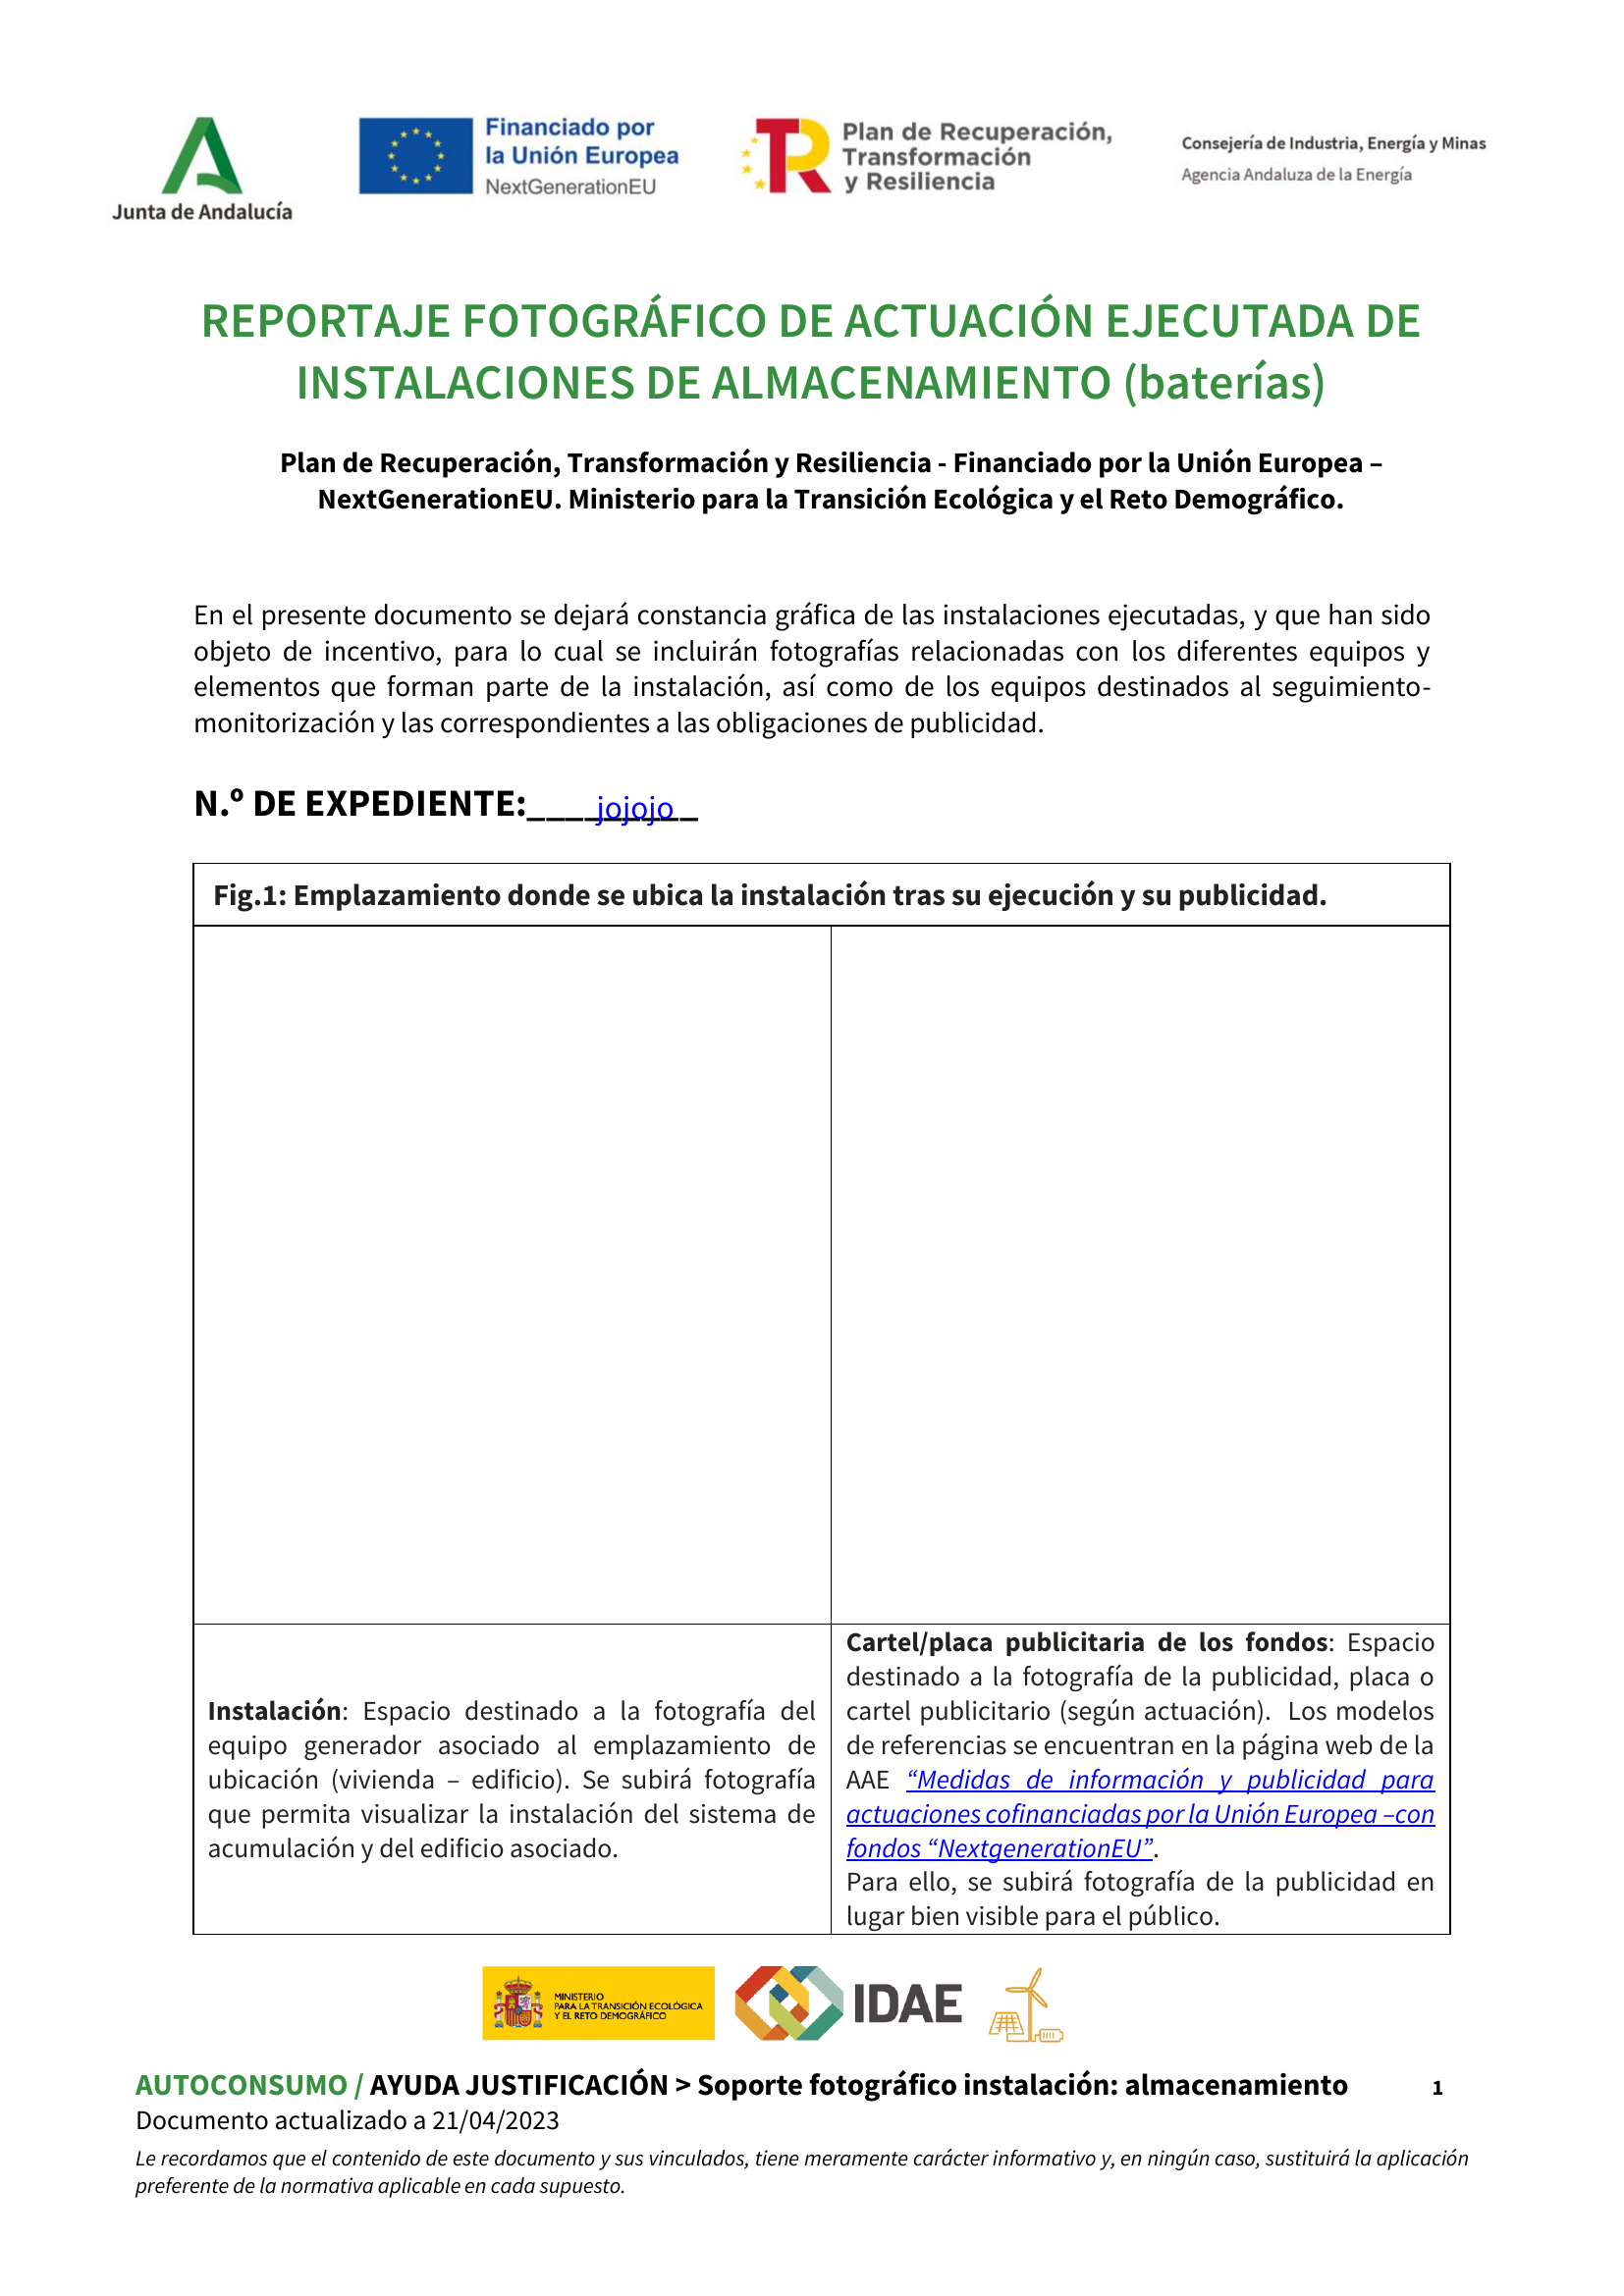 Junta de Andalucía
Financiado por
la Unión Europea
NextGenerationEU
Plan de Recuperación,
Transformación
y Resiliencia
Consejería de Industria, Energía y Minas
Agencia Andaluza de la Energía
REPORTAJE FOTOGRÁFICO DE ACTUACIÓN EJECUTADA DE
INSTALACIONES DE ALMACENAMIENTO (baterías)
Plan de Recuperación, Transformación y Resiliencia - Financiado por la Unión Europea –
NextGenerationEU. Ministerio para la Transición Ecológica y el Reto Demográfico.
En el presente documento se dejará constancia gráfica de las instalaciones ejecutadas, y que han sido
objeto de incentivo, para lo cual se incluirán fotografías relacionadas con los diferentes equipos y
elementos que forman parte de la instalación, así como de los equipos destinados al seguimiento-
monitorización y las correspondientes a las obligaciones de publicidad.
N.º DE EXPEDIENTE:____jojojo_
Fig.1: Emplazamiento donde se ubica la instalación tras su ejecución y su publicidad.
Instalación: Espacio destinado a la fotografía del
equipo generador asociado al emplazamiento de
ubicación (vivienda – edificio). Se subirá fotografía
que permita visualizar la instalación del sistema de
acumulación y del edificio asociado.
Cartel/placa publicitaria de los fondos: Espacio
destinado a la fotografía de la publicidad, placa o
cartel publicitario (según actuación). Los modelos
de referencias se encuentran en la página web de la
AAE “Medidas de información y publicidad para
actuaciones cofinanciadas por la Unión Europea –con
fondos “NextgenerationEU”.
Para ello, se subirá fotografía de la publicidad en
lugar bien visible para el público.
MINISTERIO
PARA LA TRANSICIÓN ECOLÓGICA
Y EL RETO DEMOGRÁFICO
IDAE
AUTOCONSUMO / AYUDA JUSTIFICACIÓN > Soporte fotográfico instalación: almacenamiento 1
Documento actualizado a 21/04/2023
Le recordamos que el contenido de este documento y sus vinculados, tiene meramente carácter informativo y, en ningún caso, sustituirá la aplicación
preferente de la normativa aplicable en cada supuesto.